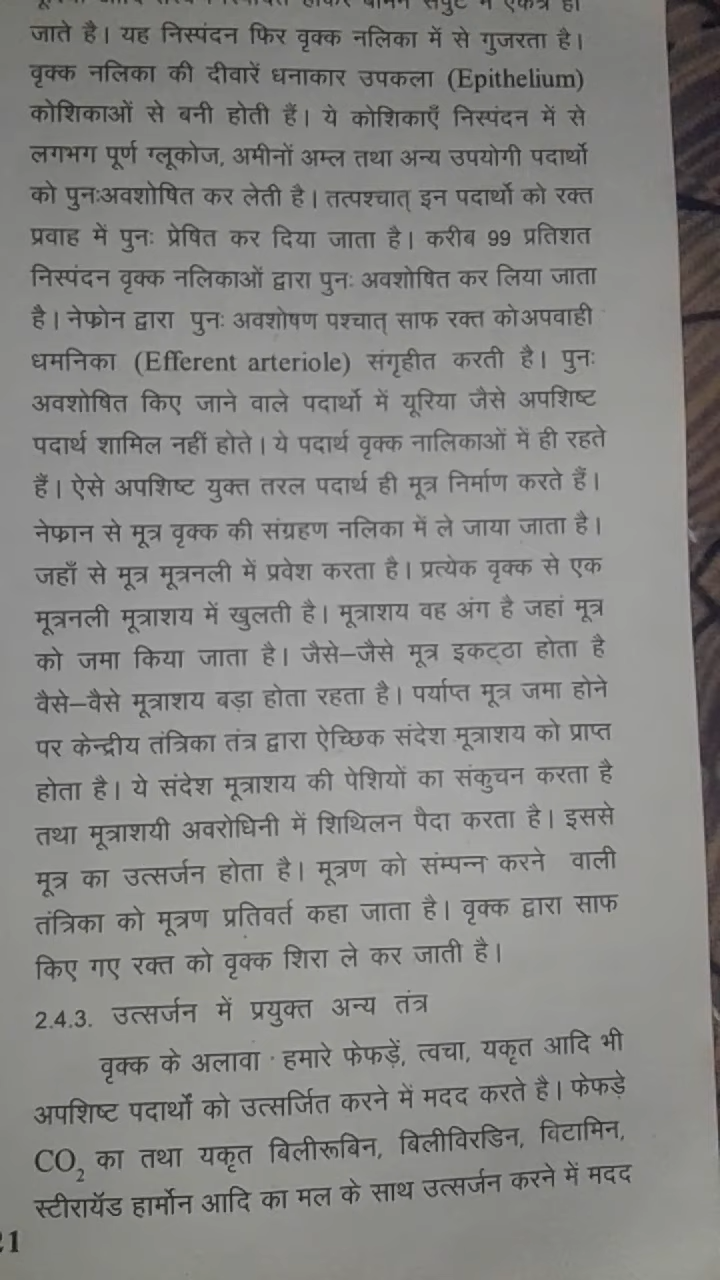 जाते है। यह निस्पंदन फिर वृक्क नलिका में से गुजरता है।
वृक्क नलिका की दीवारें धनाकार उपकला (Epithelium)
कोशिकाओं से बनी होती हैं। ये कोशिकाएँ निस्पंदन में से
लगभग पूर्ण ग्लूकोज, अमीनों अम्ल तथा अन्य उपयोगी पदार्थो
को पुनःअवशोषित कर लेती है। तत्पश्चात् इन पदार्थो को रक्त
प्रवाह में पुनः प्रेषित कर दिया जाता है। करीब 99 प्रतिशत
निस्पंदन वृक्क नलिकाओं द्वारा पुनः अवशोषित कर लिया जाता
है। नेफ्रोन द्वारा पुनः अवशोषण पश्चात् साफ रक्त कोअपवाही
धमनिका (Efferent arteriole) संगृहीत करती है। पुनः
अवशोषित किए जाने वाले पदार्थो में यूरिया जैसे अपशिष्ट
पदार्थ शामिल नहीं होते। ये पदार्थ वृक्क नालिकाओं में ही रहते
हैं। ऐसे अपशिष्ट युक्त तरल पदार्थ ही मूत्र निर्माण करते हैं।
नेफ्रान से मूत्र वृक्क की संग्रहण नलिका में ले जाया जाता है।
जहाँ से मूत्र मूत्रनली में प्रवेश करता है। प्रत्येक वृक्क से एक
मूत्रनली मूत्राशय में खुलती है। मूत्राशय वह अंग है जहां मूत्र
को जमा किया जाता है। जैसे–जैसे मूत्र इकट्ठा होता है
वैसे–वैसे मूत्राशय बड़ा होता रहता है। पर्याप्त मूत्र जमा होने
पर केन्द्रीय तंत्रिका तंत्र द्वारा ऐच्छिक संदेश मूत्राशय को प्राप्त
होता है। ये संदेश मूत्राशय की पेशियों का संकुचन करता है
तथा मूत्राशयी अवरोधिनी में शिथिलन पैदा करता है। इससे
मूत्र का उत्सर्जन होता है। मूत्रण को संम्पन्न करने वाली
तंत्रिका को मूत्रण प्रतिवर्त कहा जाता है। वृक्क द्वारा साफ
किए गए रक्त को वृक्क शिरा ले कर जाती है।
2.4.3. उत्सर्जन में प्रयुक्त अन्य तंत्र
वृक्क के अलावा हमारे फेफड़ें, त्वचा, यकृत आदि भी
अपशिष्ट पदार्थों को उत्सर्जित करने में मदद करते है। फेफड़े
CO₂ का तथा यकृत बिलीरूबिन, बिलीविरडिन, विटामिन,
स्टीरायॅड हार्मोन आदि का मल के साथ उत्सर्जन करने में मदद